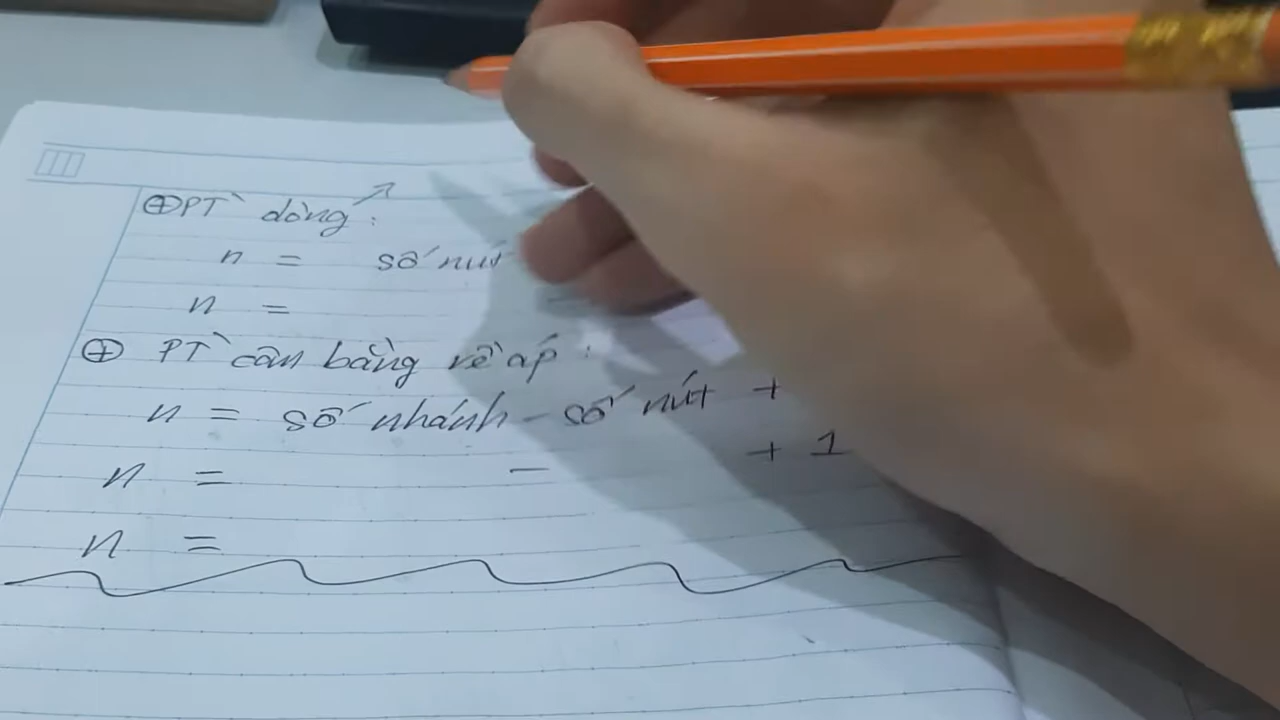 ⊕PT dòng:
n = số nút
n =
⊕ PT cân bằng về áp:
n = số nhánh - số nút +
n = - + 1
n =